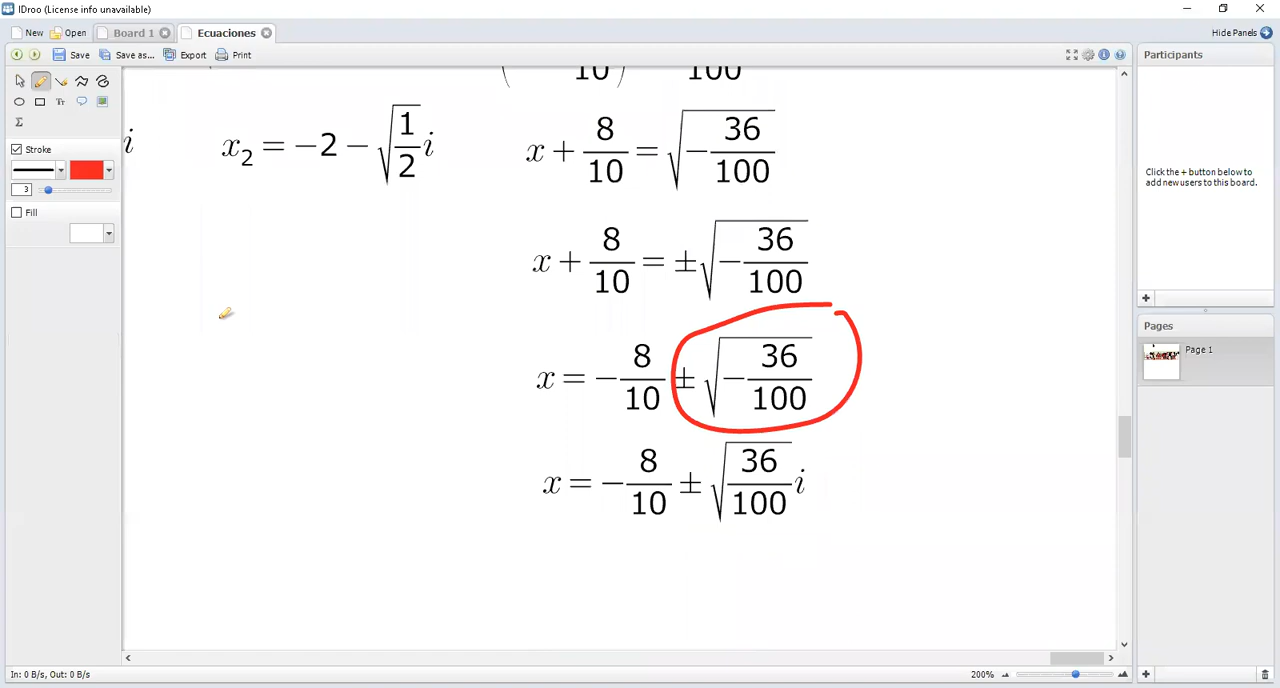 IDroo (License info unavailable)
New Open Board 1 Ecuaciones Hide Panels
Save Save as... Export Print
Participants
Click the + button below to
add new users to this board.
Pages
Page 1
Tr
Σ
Stroke
3
Fill
10) 100
i
x₂ = −2 − √(1/2) i
x + 8/10 = √(−36/100)
x + 8/10 = ±√(−36/100)
x = −8/10 ± √(−36/100)
x = −8/10 ± √(36/100) i
In: 0 B/s, Out: 0 B/s
200%